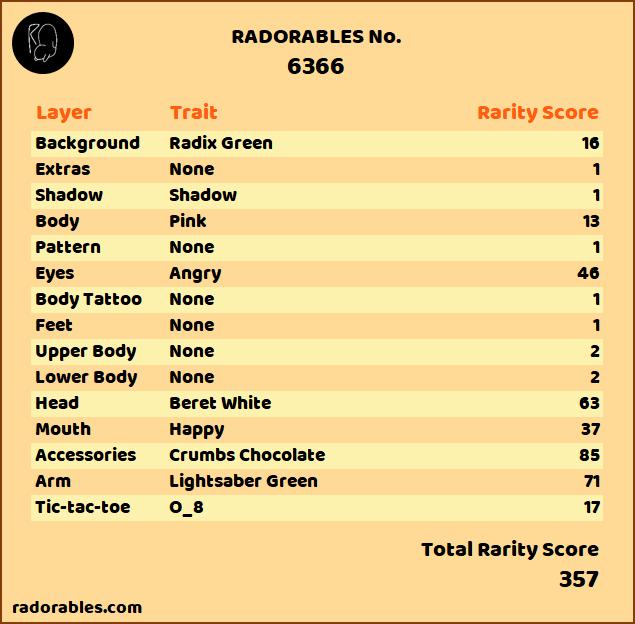 RADORABLES No.
6366
Layer Trait Rarity Score
Background Radix Green 16
Extras None 1
Shadow Shadow 1
Body Pink 13
Pattern None 1
Eyes Angry 46
Body Tattoo None 1
Feet None 1
Upper Body None 2
Lower Body None 2
Head Beret White 63
Mouth Happy 37
Accessories Crumbs Chocolate 85
Arm Lightsaber Green 71
Tic-tac-toe O_8 17
Total Rarity Score
357
radorables.com